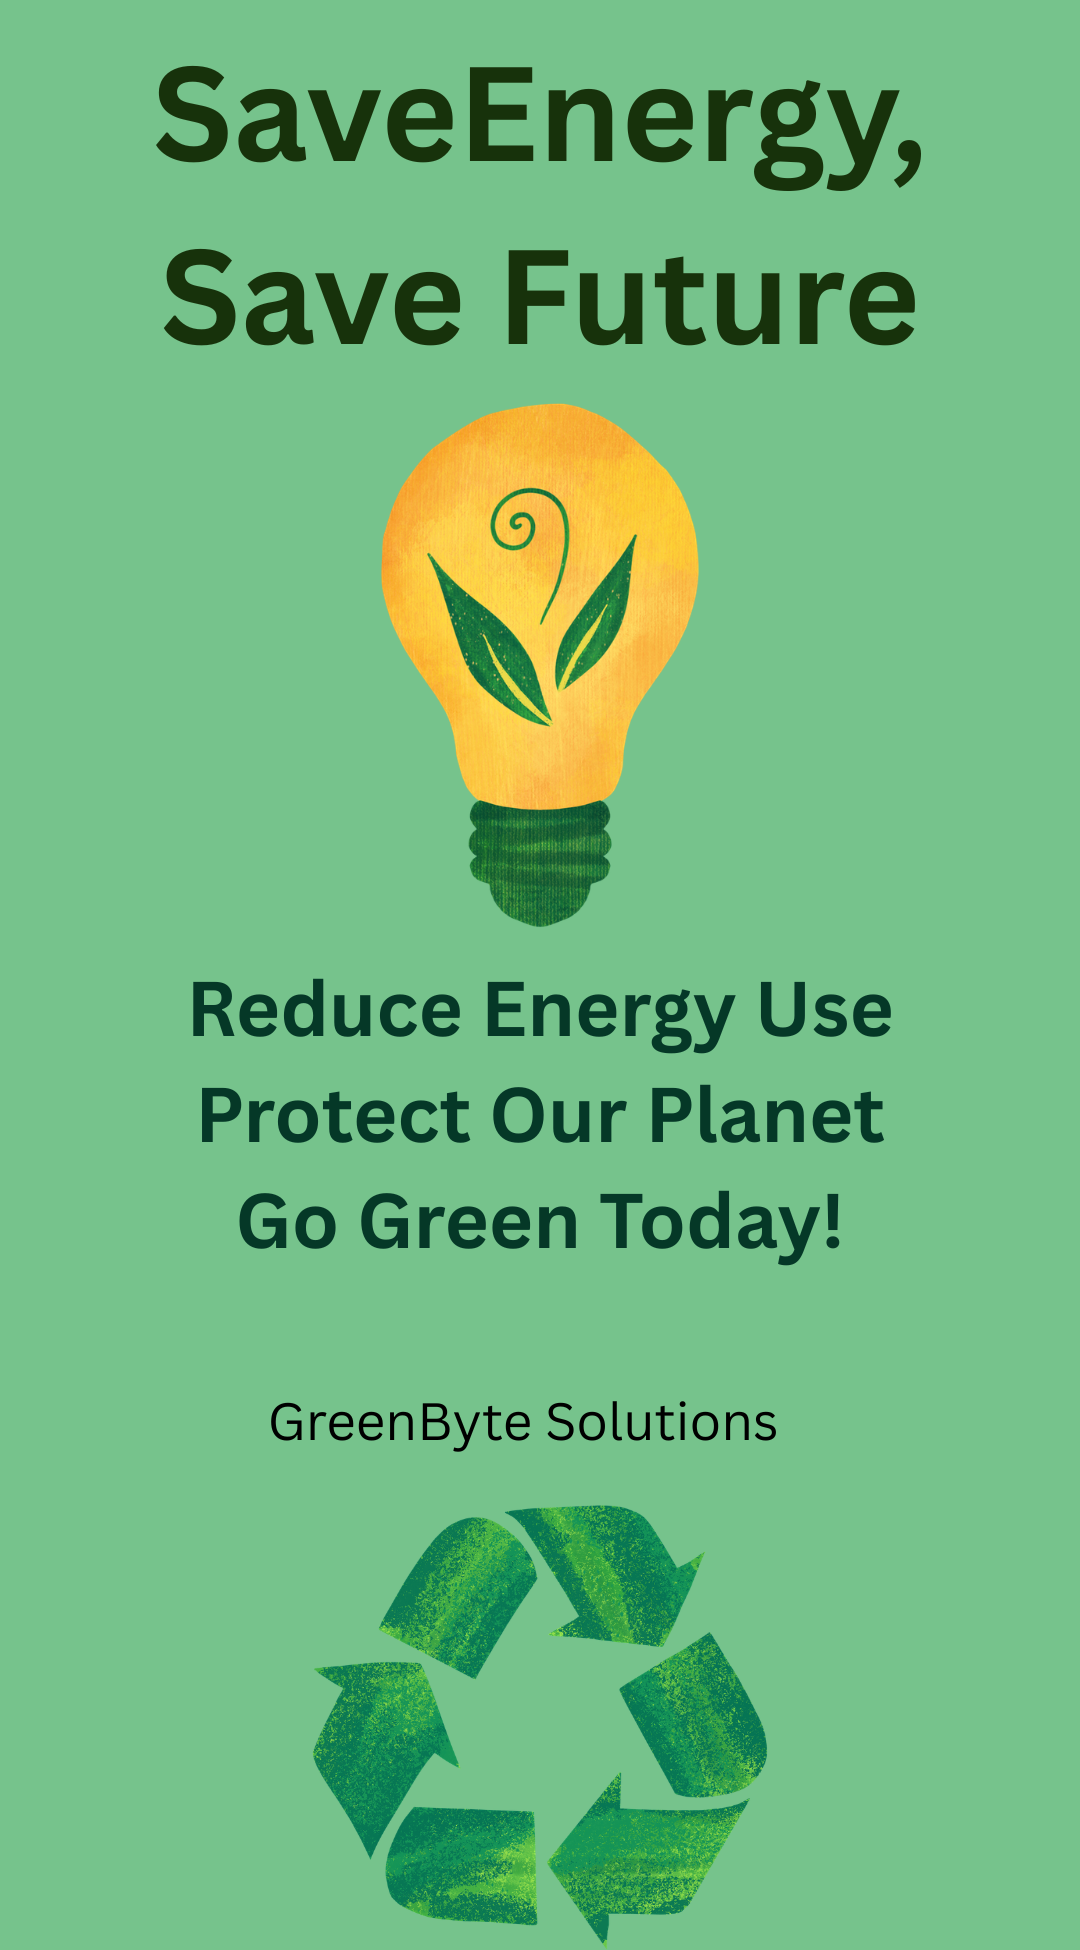 SaveEnergy,
Save Future
Reduce Energy Use
Protect Our Planet
Go Green Today!
GreenByte Solutions